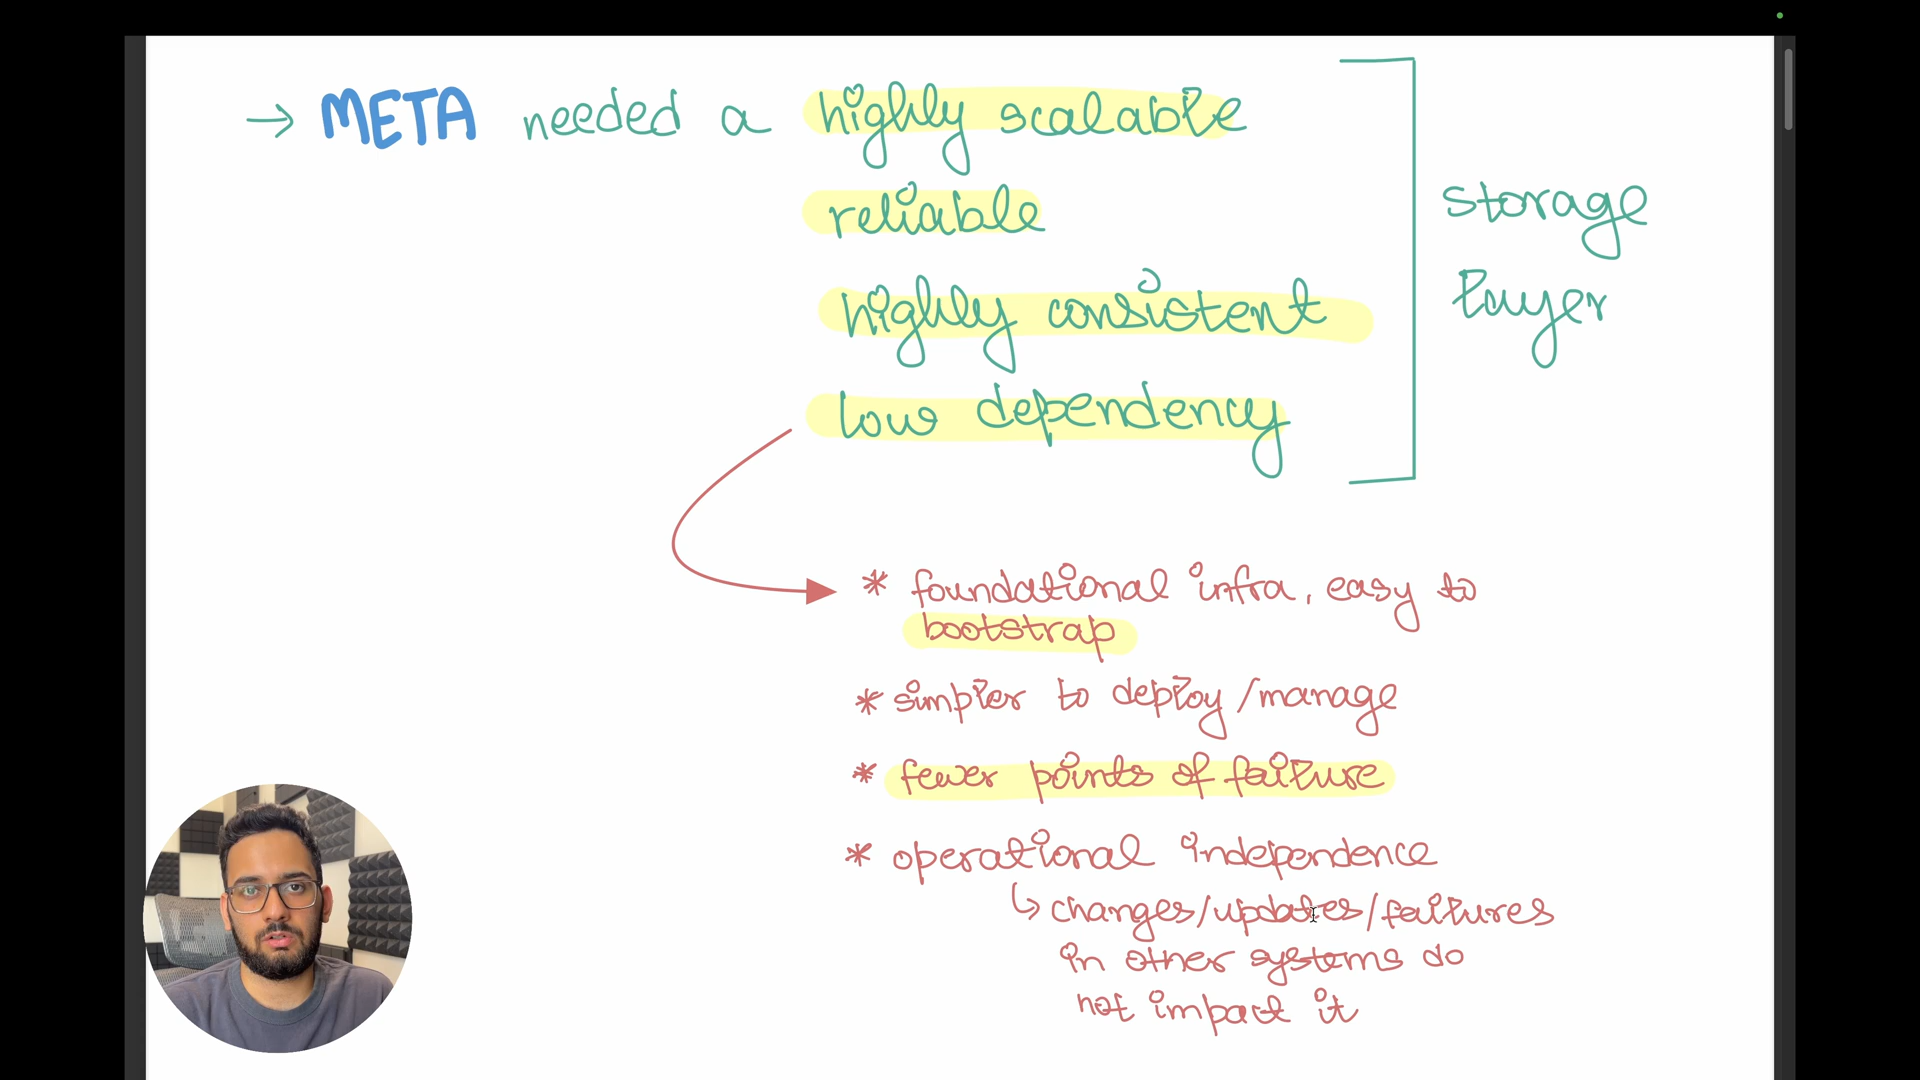 → META needed a highly scalable
reliable
highly consistent
low dependency
storage
layer
* foundational infra, easy to
bootstrap
* simpler to deploy/manage
* fewer points of failure
* operational independence
↳ changes/updates/failures
in other systems do
not impact it